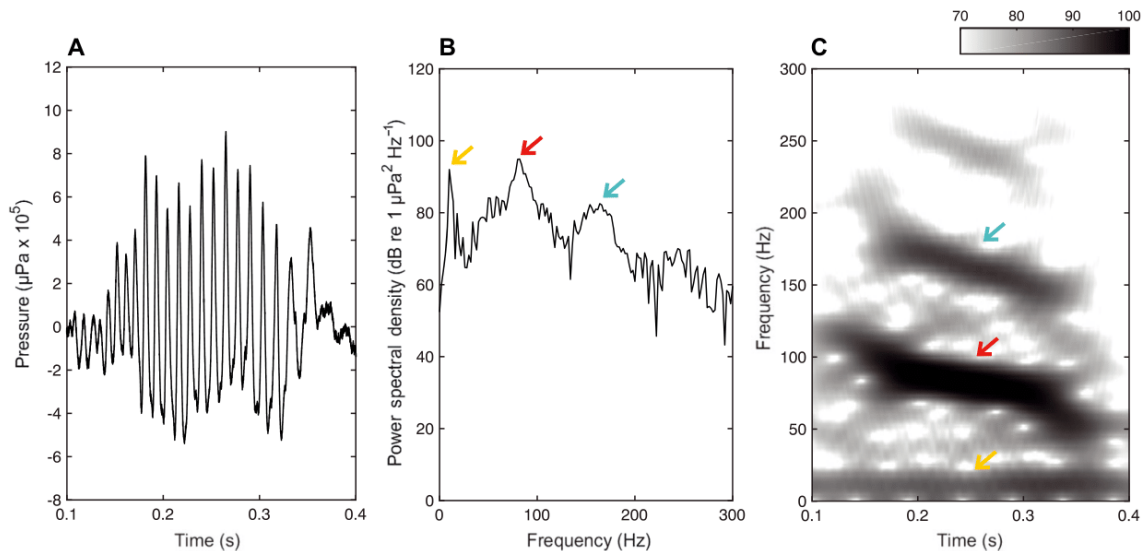 70 80 90 100
A
B
C
12
10
8
6
4
2
0
-2
-4
-6
-8
Pressure (µPa x 10⁵)
0.1 0.2 0.3 0.4
Time (s)
120
100
80
60
40
20
0
Power spectral density (dB re 1 µPa² Hz⁻¹)
0 100 200 300
Frequency (Hz)
300
250
200
150
100
50
0
Frequency (Hz)
0.1 0.2 0.3 0.4
Time (s)